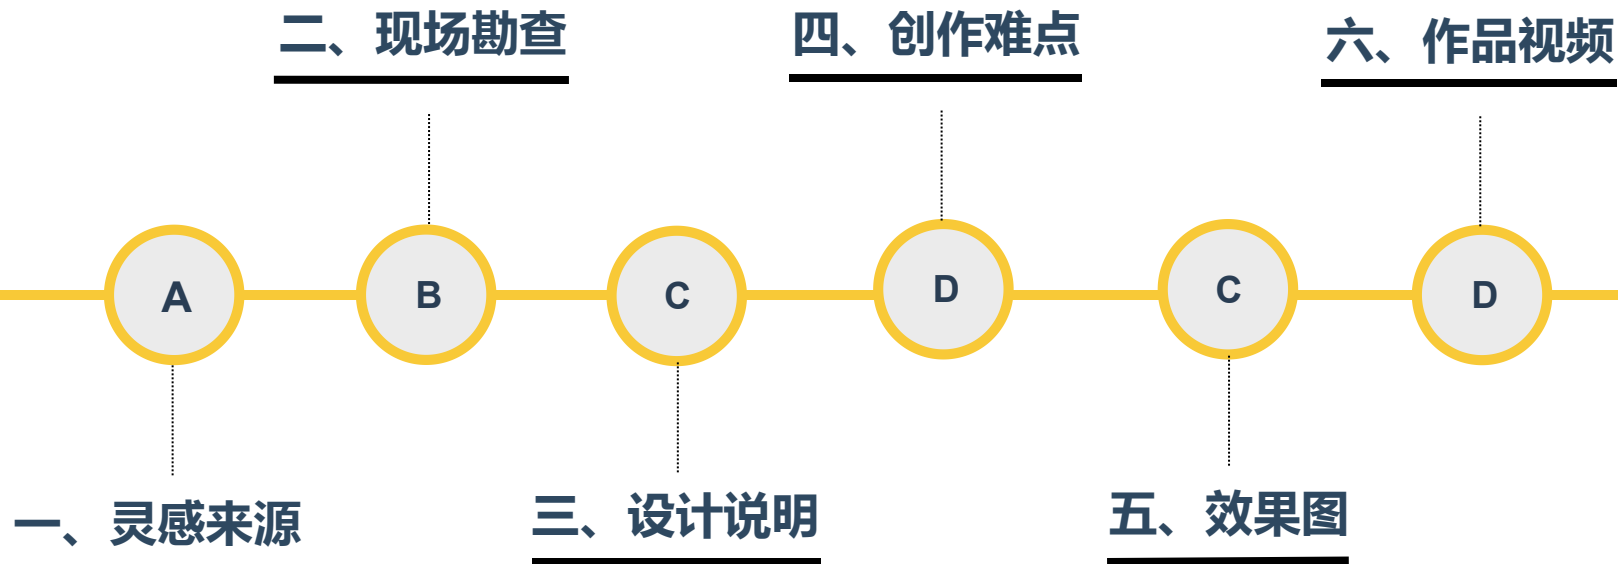 二、现场勘查
四、创作难点
六、作品视频
A
B
C
D
C
D
一、灵感来源
三、设计说明
五、效果图